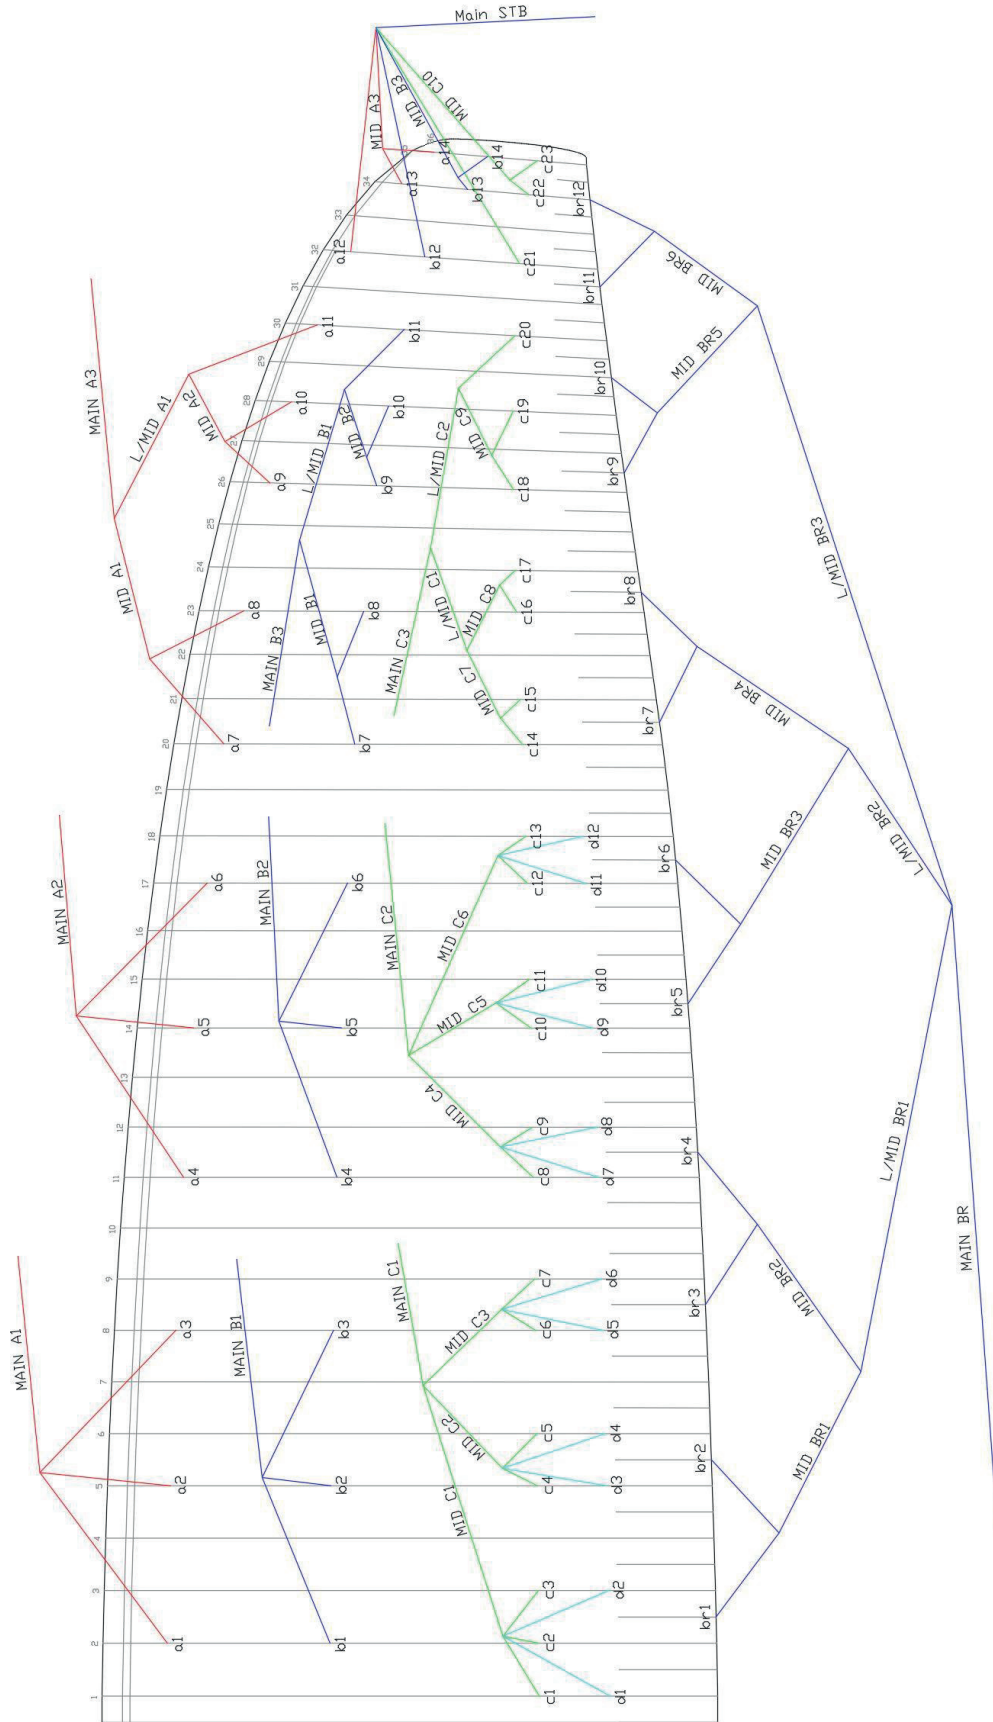 Main STB
MID C10
MID B3
MID A3
36
35
34
33
32
31
30
29
28
27
26
25
24
23
22
21
20
19
18
17
16
15
14
13
12
11
10
9
8
7
6
5
4
3
2
1
a14
a13
a12
b14
b13
b12
c23
c22
c21
br12
br11
MID BR6
MAIN A3
L/MID A1
MID A2
a11
a10
a9
MID A1
a8
a7
b11
b10
b9
L/MID B1
MID B2
MAIN B3
MID B1
b8
b7
c20
c19
c18
L/MID C2
MID C9
L/MID C1
MID C8
c17
c16
MAIN C3
MID C7
c15
c14
br10
br9
MID BR5
L/MID BR3
br8
br7
MID BR4
MID BR3
L/MID BR2
MAIN A2
a6
a5
a4
MAIN B2
b6
b5
b4
MAIN C2
MID C6
MID C5
MID C4
c13
c12
c11
c10
c9
c8
d12
d11
d10
d9
d8
d7
br6
br5
br4
br3
L/MID BR1
MID BR2
MAIN BR
MAIN A1
a3
a2
a1
MAIN B1
b3
b2
b1
MAIN C1
MID C3
MID C2
MID C1
c7
c6
c5
c4
c3
c2
c1
d6
d5
d4
d3
d2
d1
br2
br1
MID BR1